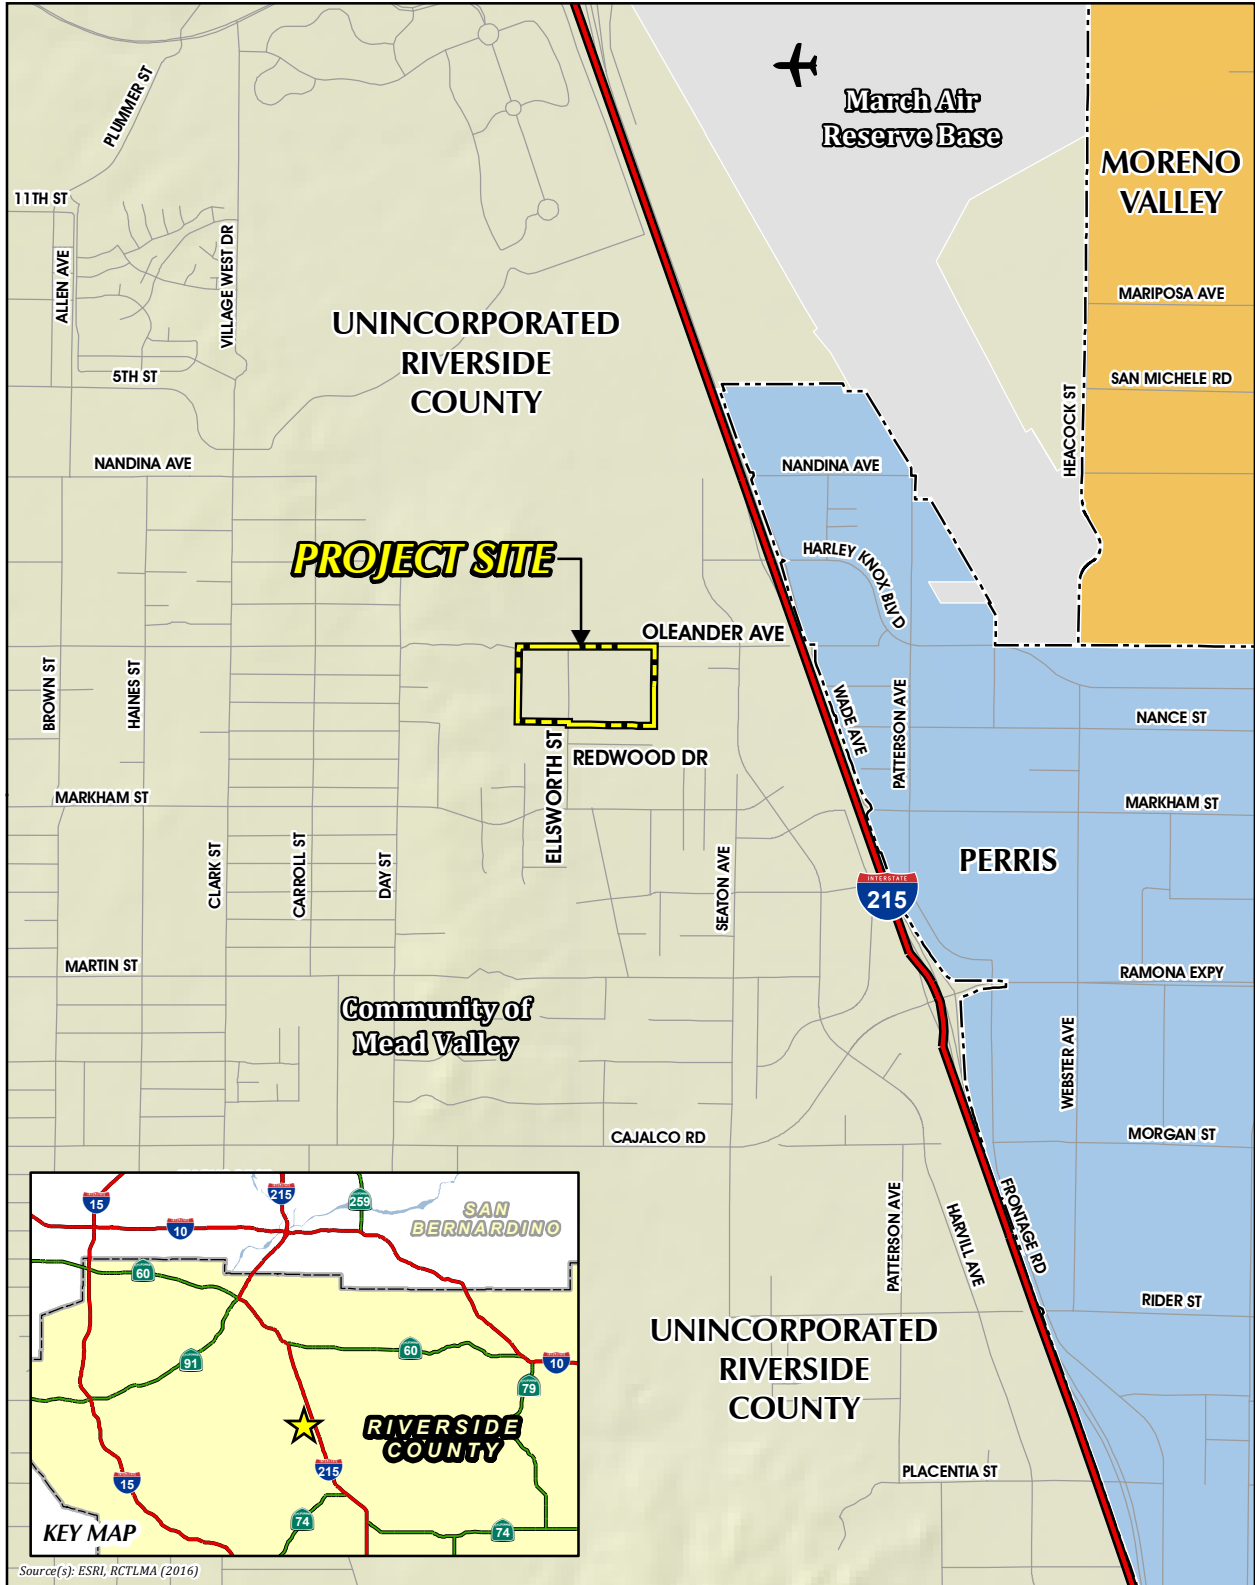 PLUMMER ST
March Air
Reserve Base
MORENO
VALLEY
11TH ST
ALLEN AVE
VILLAGE WEST DR
MARIPOSA AVE
UNINCORPORATED
RIVERSIDE
COUNTY
5TH ST
SAN MICHELE RD
HEACOCK ST
NANDINA AVE
NANDINA AVE
PROJECT SITE
HARLEY KNOX BLVD
OLEANDER AVE
BROWN ST
HAINES ST
WADE AVE
PATTERSON AVE
NANCE ST
ELLSWORTH ST
REDWOOD DR
MARKHAM ST
MARKHAM ST
CLARK ST
CARROLL ST
DAY ST
SEATON AVE
PERRIS
INTERSTATE
215
MARTIN ST
RAMONA EXPY
Community of
Mead Valley
WEBSTER AVE
CAJALCO RD
MORGAN ST
PATTERSON AVE
HARVILL AVE
FRONTAGE RD
RIDER ST
UNINCORPORATED
RIVERSIDE
COUNTY
PLACENTIA ST
15
215
259
10
SAN
BERNARDINO
60
91
60
10
79
RIVERSIDE
COUNTY
15
215
74
74
KEY MAP
Source(s): ESRI, RCTLMA (2016)